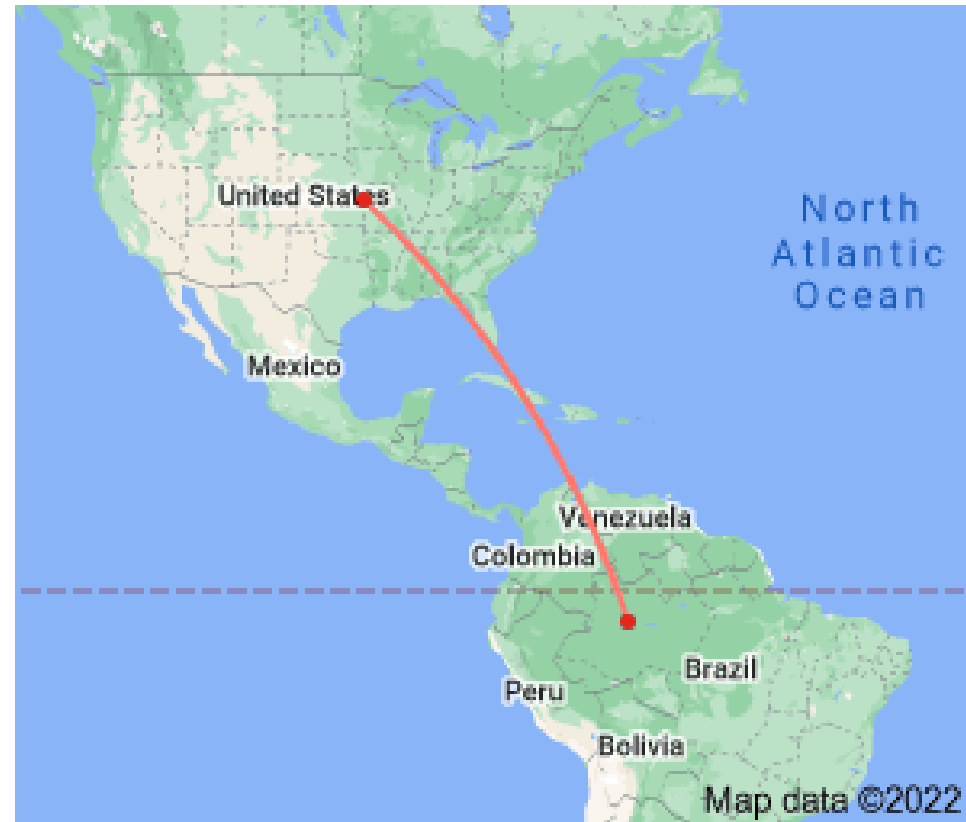 United States
North
Atlantic
Ocean
Mexico
Venezuela
Colombia
Brazil
Peru
Bolivia
Map data ©2022